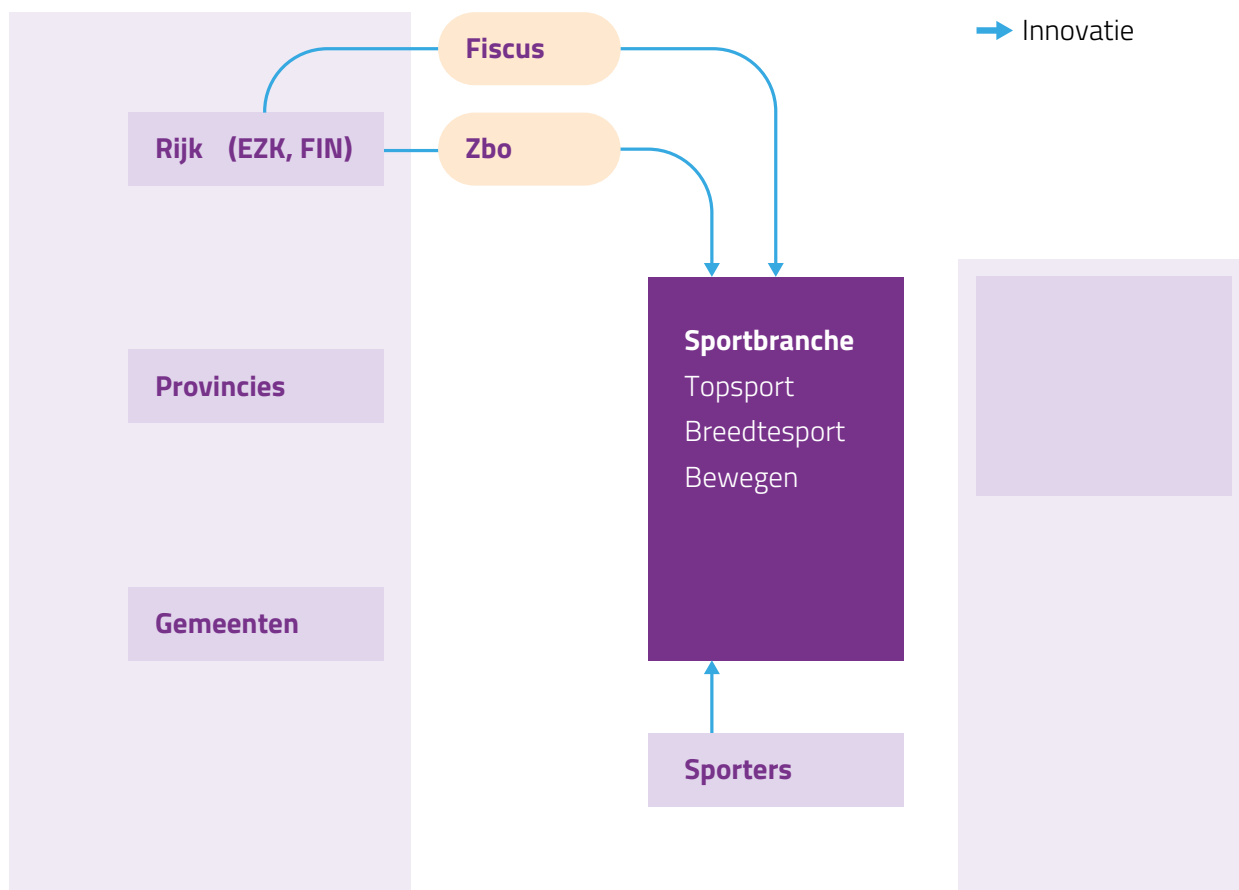 Fiscus
Innovatie
Rijk (EZK, FIN)
Zbo
Sportbranche
Topsport
Breedtesport
Bewegen
Provincies
Gemeenten
Sporters